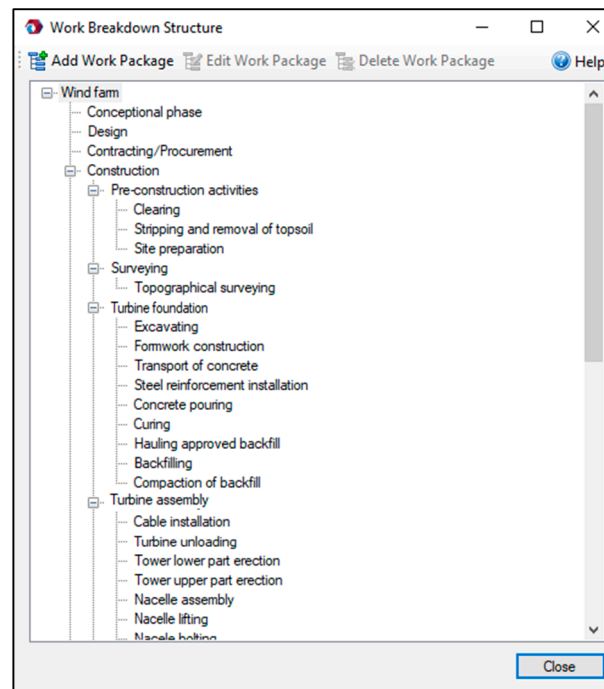 Work Breakdown Structure
Add Work Package Edit Work Package Delete Work Package Help
Wind farm
Conceptional phase
Design
Contracting/Procurement
Construction
Pre-construction activities
Clearing
Stripping and removal of topsoil
Site preparation
Surveying
Topographical surveying
Turbine foundation
Excavating
Formwork construction
Transport of concrete
Steel reinforcement installation
Concrete pouring
Curing
Hauling approved backfill
Backfilling
Compaction of backfill
Turbine assembly
Cable installation
Turbine unloading
Tower lower part erection
Tower upper part erection
Nacelle assembly
Nacelle lifting
Nacele bolting
Close